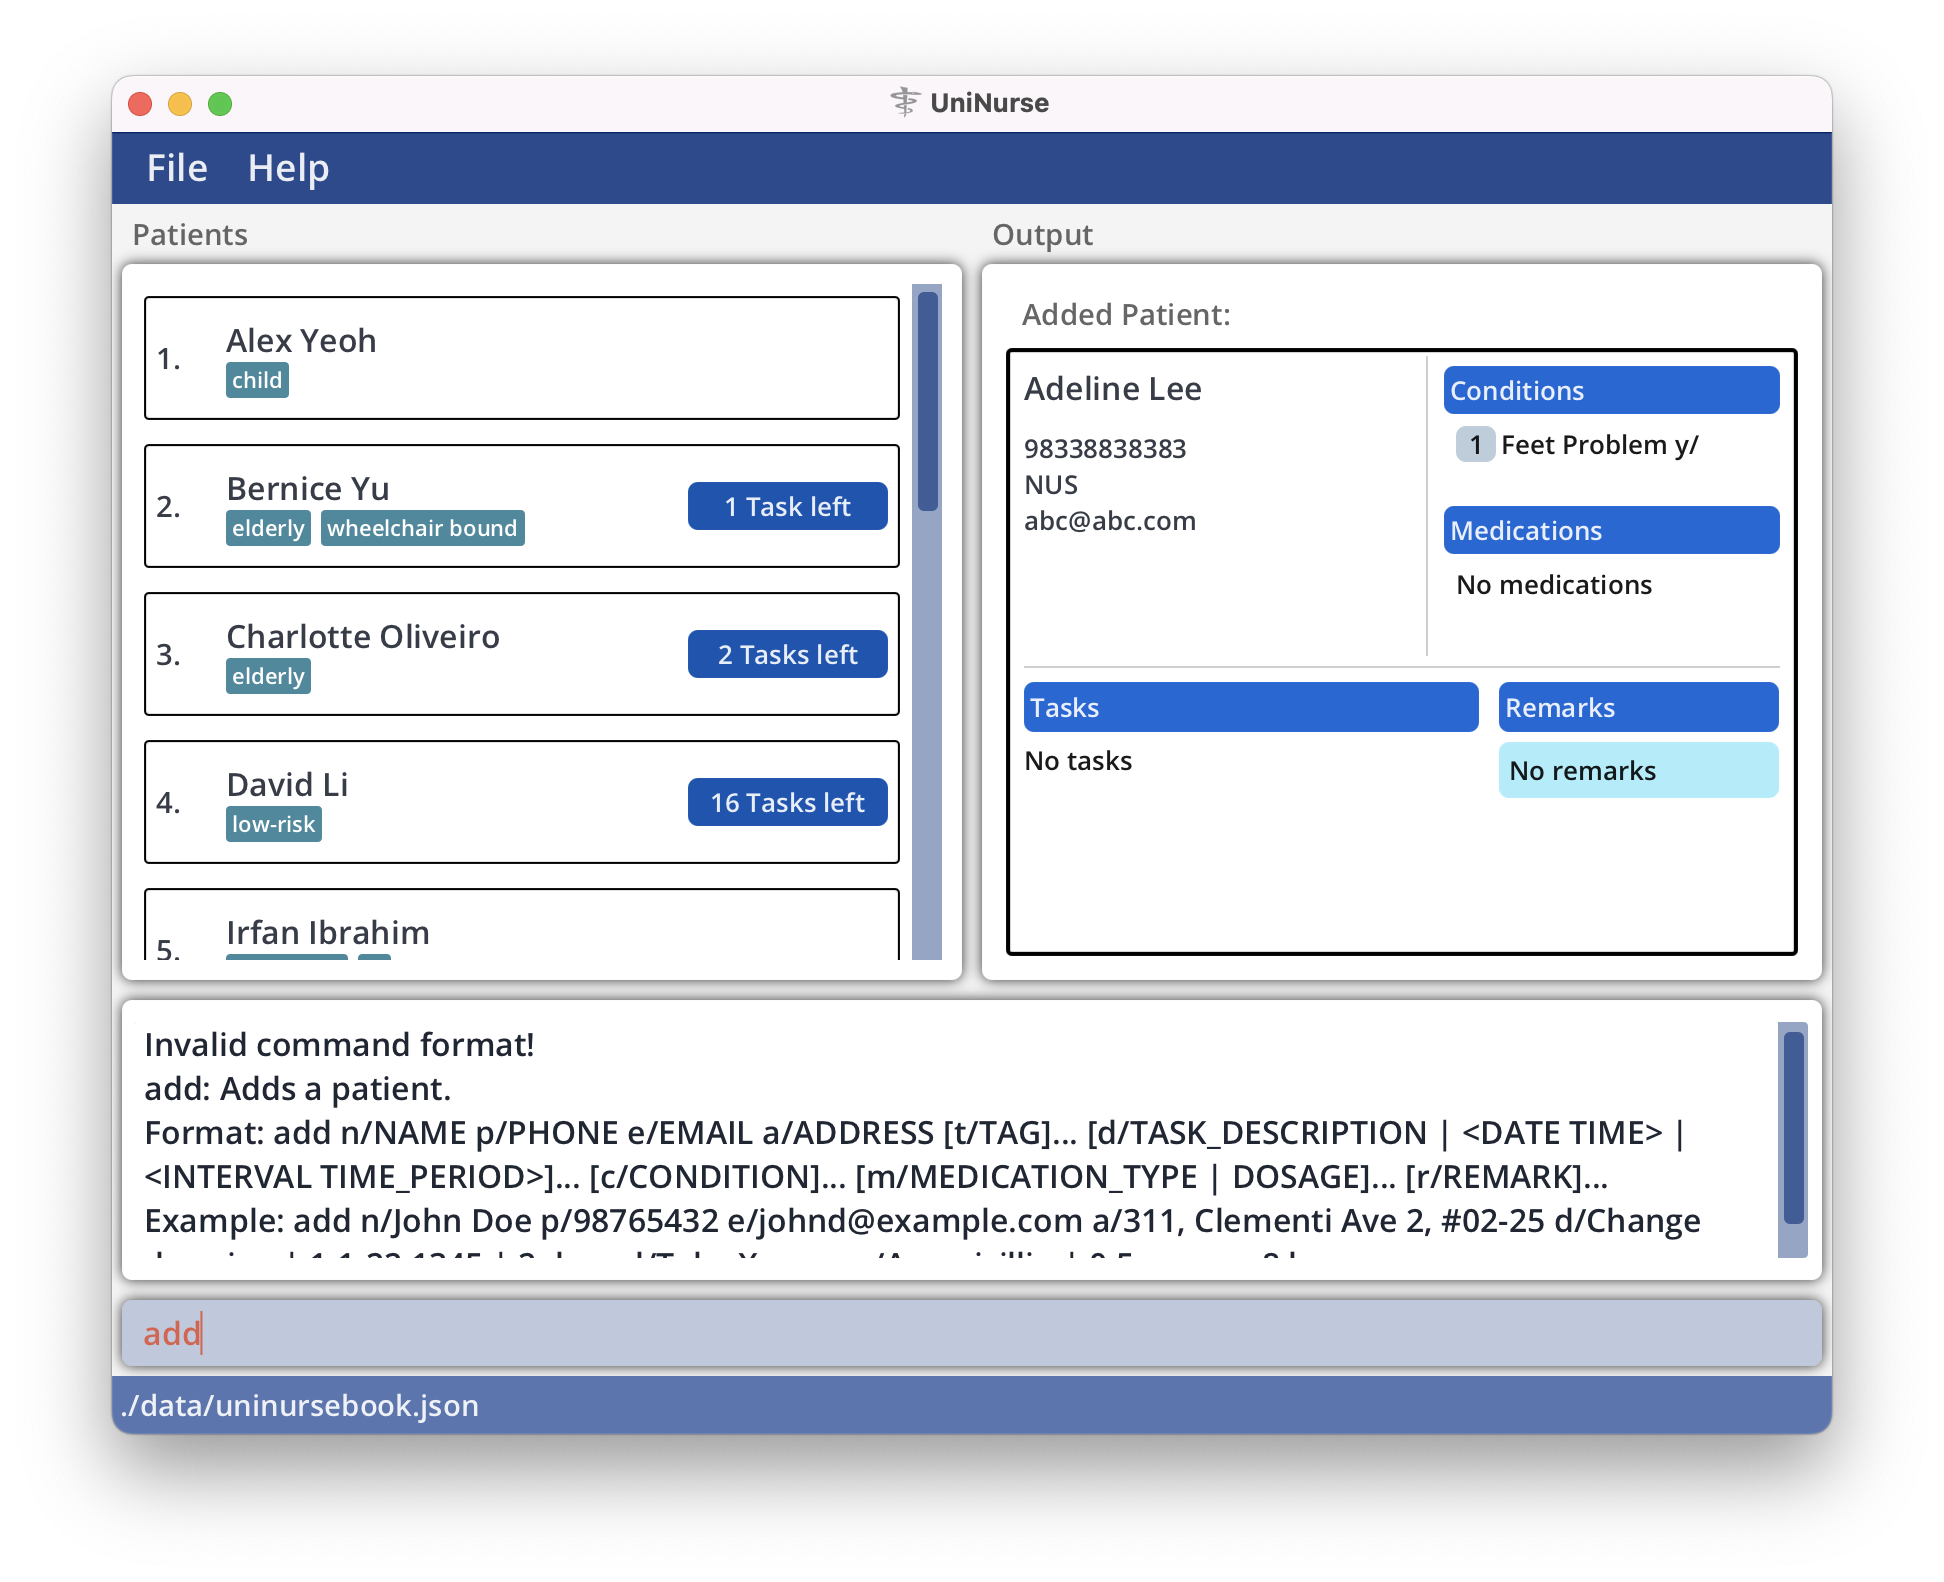 UniNurse
File Help
Patients
1. Alex Yeoh
child
2. Bernice Yu
elderly wheelchair bound
1 Task left
3. Charlotte Oliveiro
elderly
2 Tasks left
4. David Li
low-risk
16 Tasks left
5. Irfan Ibrahim
Output
Added Patient:
Adeline Lee
98338838383
NUS
abc@abc.com
Conditions
1 Feet Problem y/
Medications
No medications
Tasks
No tasks
Remarks
No remarks
Invalid command format!
add: Adds a patient.
Format: add n/NAME p/PHONE e/EMAIL a/ADDRESS [t/TAG]... [d/TASK_DESCRIPTION | <DATE TIME> |
<INTERVAL TIME_PERIOD>]... [c/CONDITION]... [m/MEDICATION_TYPE | DOSAGE]... [r/REMARK]...
Example: add n/John Doe p/98765432 e/johnd@example.com a/311, Clementi Ave 2, #02-25 d/Change
add
./data/uninursebook.json